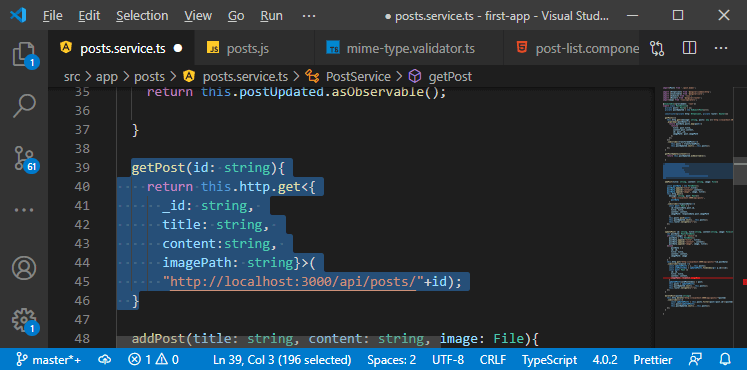 File Edit Selection View Go Run ··· posts.service.ts - first-app - Visual Stud...
posts.service.ts ● JS posts.js TS mime-type.validator.ts post-list.compone
src > app > posts > posts.service.ts > PostService > getPost
35 return this.postUpdated.asObservable();
36
37 }
38
39 getPost(id: string){
40 return this.http.get<{
41 _id: string,
42 title: string,
43 content:string,
44 imagePath: string}>(
45 "http://localhost:3000/api/posts/"+id);
46 }
47
48 addPost(title: string, content: string, image: File){
1
61
1
master*+ 1 0 Ln 39, Col 3 (196 selected) Spaces: 2 UTF-8 CRLF TypeScript 4.0.2 Prettier